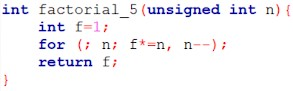 int factorial_5(unsigned int n){
    int f=1;
    for (; n; f*=n, n--);
    return f;
}